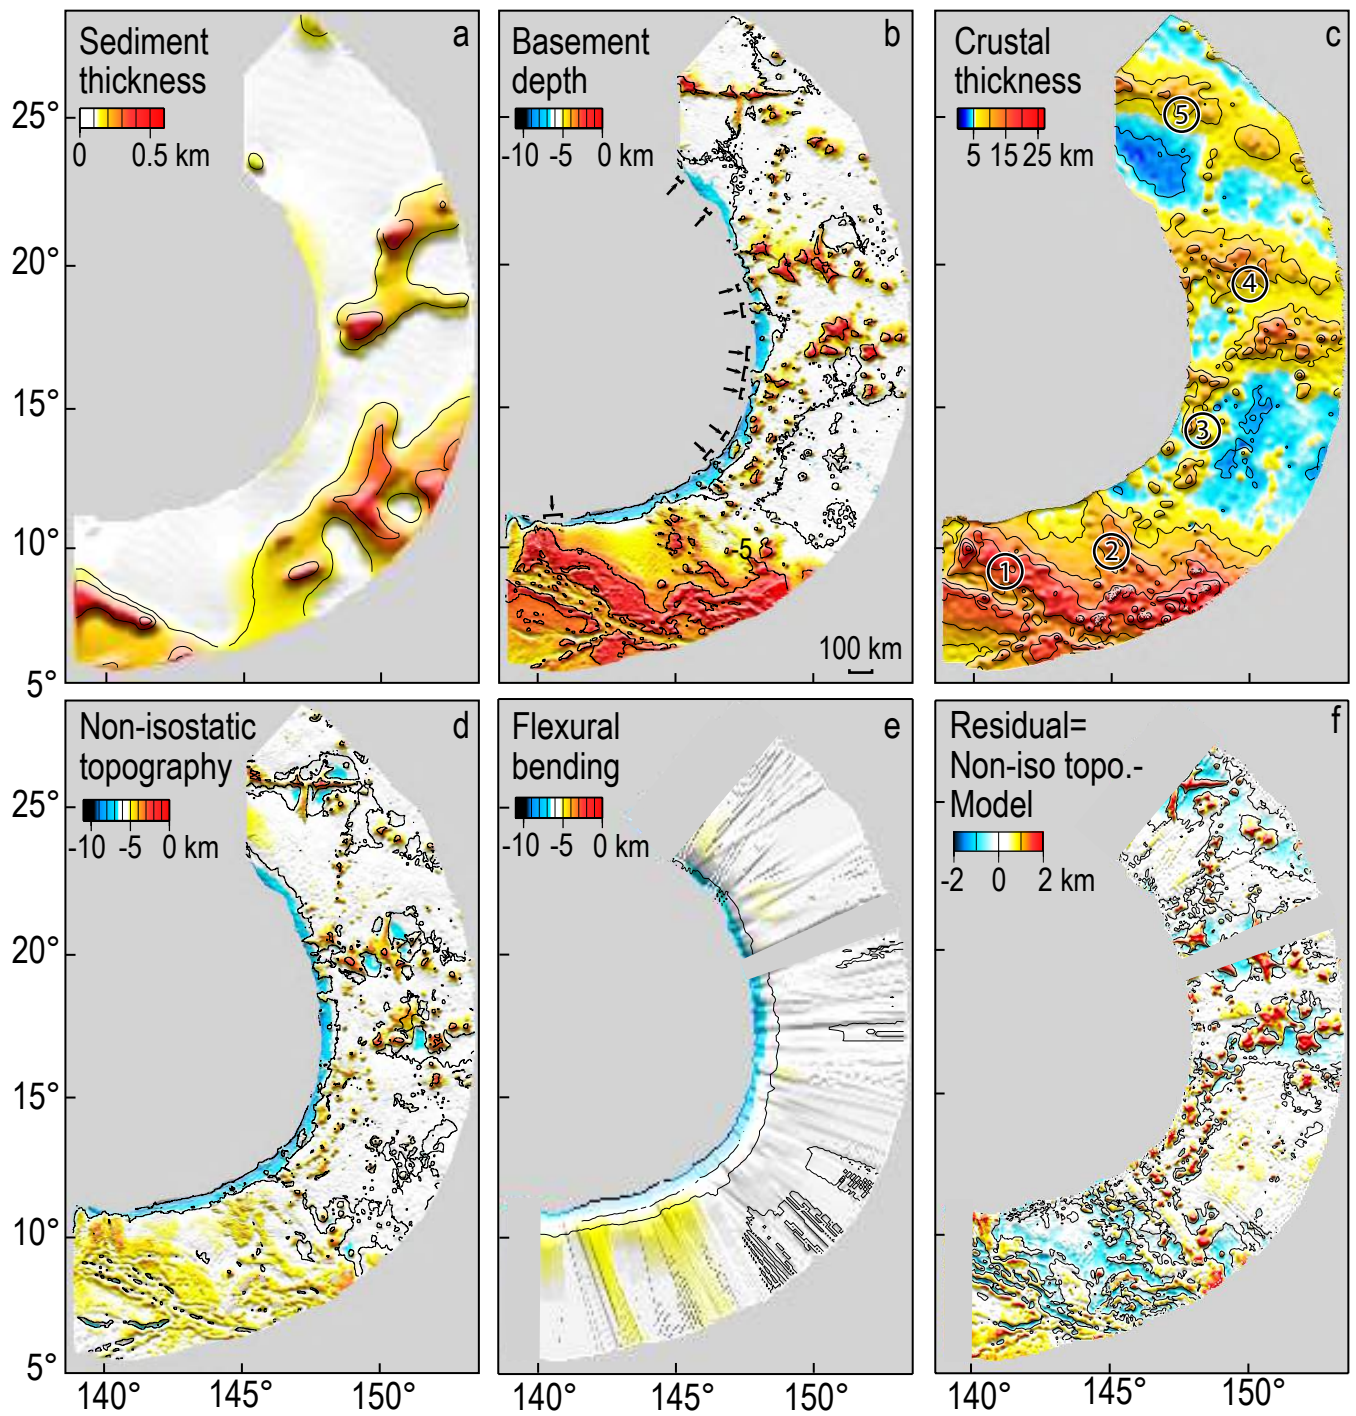 Sediment
thickness
a
0 0.5 km
Basement
depth
b
-10 -5 0 km
-5
100 km
Crustal
thickness
c
5 15 25 km
①
②
③
④
⑤
25°
20°
15°
10°
5°
Non-isostatic
topography
d
-10 -5 0 km
Flexural
bending
e
-10 -5 0 km
Residual=
Non-iso topo.-
Model
f
-2 0 2 km
25°
20°
15°
10°
5°
140° 145° 150°
140° 145° 150°
140° 145° 150°